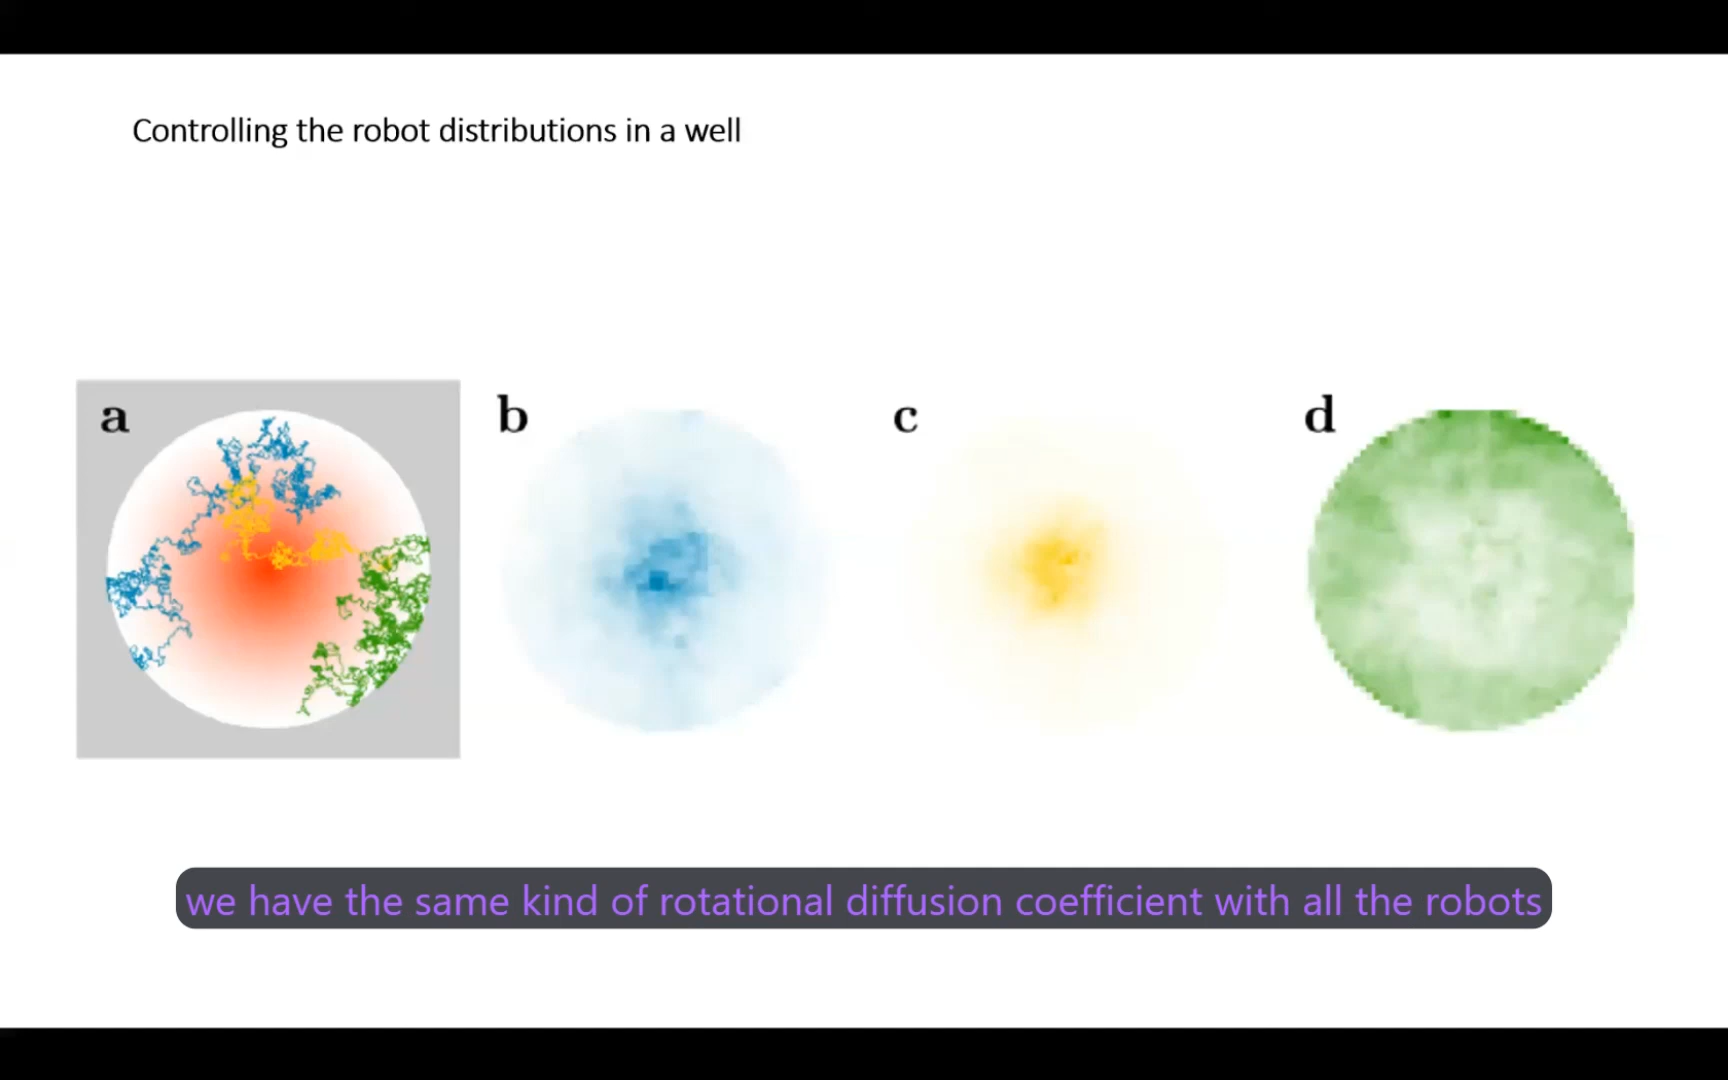 Controlling the robot distributions in a well
a
b
c
d
we have the same kind of rotational diffusion coefficient with all the robots